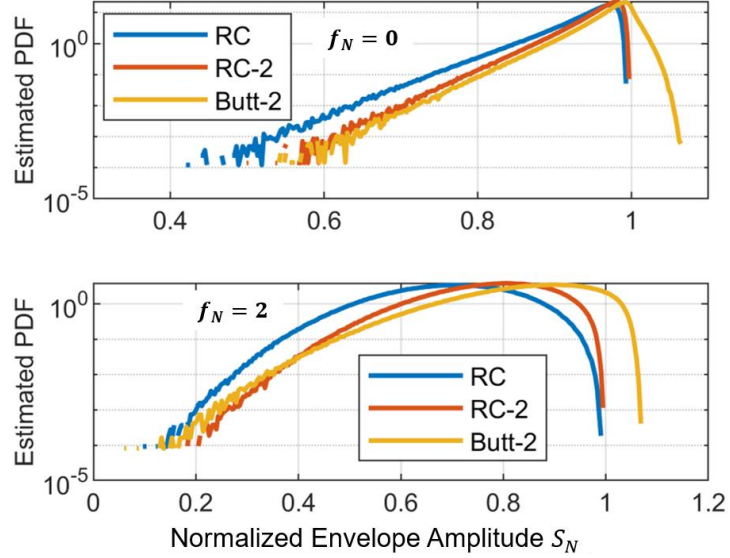 Estimated PDF
10^0
10^-5
RC
RC-2
Butt-2
f_N = 0
0.4
0.6
0.8
1
Estimated PDF
10^0
10^-5
f_N = 2
RC
RC-2
Butt-2
0
0.2
0.4
0.6
0.8
1
1.2
Normalized Envelope Amplitude S_N